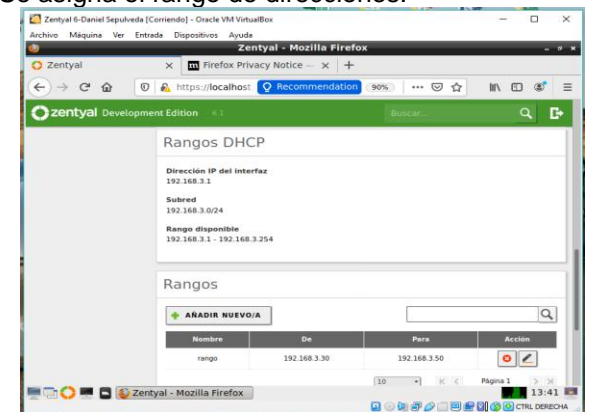 Se asigna el rango de direcciones.
Zentyal 6-Daniel Sepulveda [Corriendo] - Oracle VM VirtualBox
Archivo Máquina Ver Entrada Dispositivos Ayuda
Zentyal - Mozilla Firefox
Zentyal
Firefox Privacy Notice —
https://localhost
Recommendation
90%
zentyal Development Edition 6.1
Buscar...
Rangos DHCP
Dirección IP del interfaz
192.168.3.1
Subred
192.168.3.0/24
Rango disponible
192.168.3.1 - 192.168.3.254
Rangos
AÑADIR NUEVO/A
Nombre De Para Acción
rango 192.168.3.30 192.168.3.50
10 Página 1
Zentyal - Mozilla Firefox
13:41
CTRL DERECHA